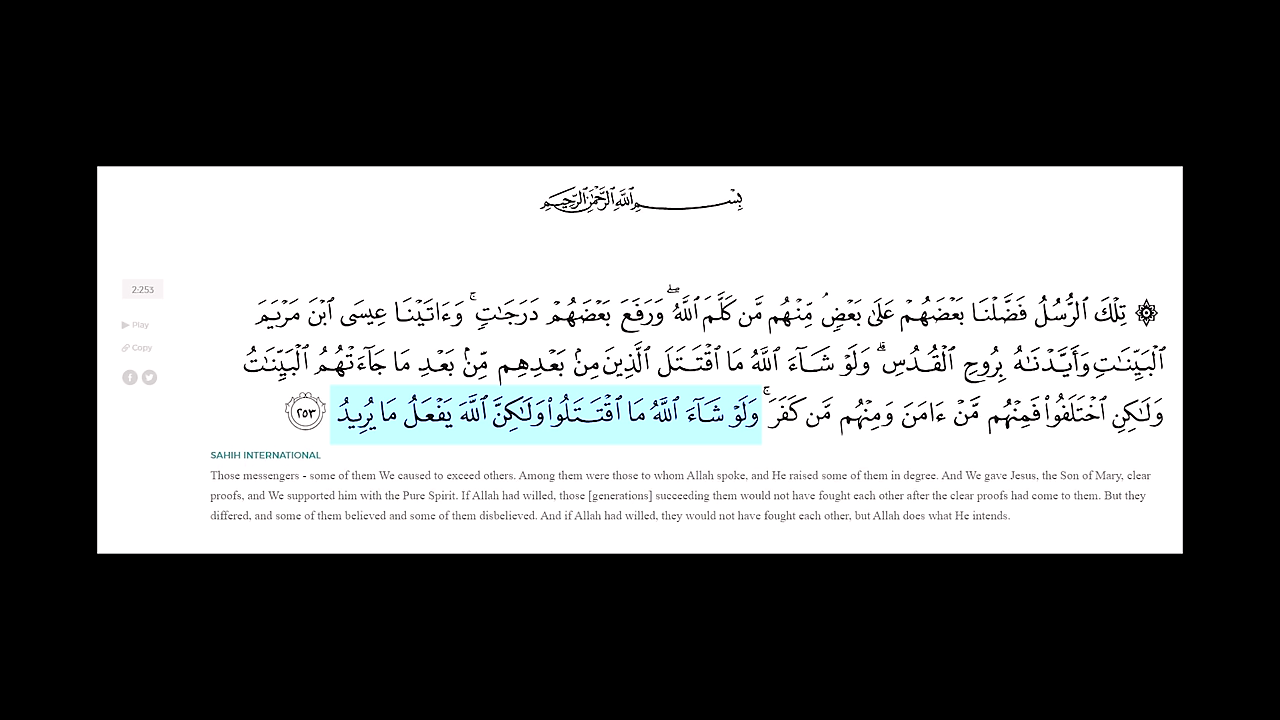 بِسْمِ ٱللَّهِ ٱلرَّحْمَٰنِ ٱلرَّحِيمِ
2:253
Play
Copy
۞ تِلْكَ ٱلرُّسُلُ فَضَّلْنَا بَعْضَهُمْ عَلَىٰ بَعْضٍۢ ۘ مِّنْهُم مَّن كَلَّمَ ٱللَّهُ ۖ وَرَفَعَ بَعْضَهُمْ دَرَجَـٰتٍۢ ۚ وَءَاتَيْنَا عِيسَى ٱبْنَ مَرْيَمَ
ٱلْبَيِّنَـٰتِ وَأَيَّدْنَـٰهُ بِرُوحِ ٱلْقُدُسِ ۗ وَلَوْ شَآءَ ٱللَّهُ مَا ٱقْتَتَلَ ٱلَّذِينَ مِنۢ بَعْدِهِم مِّنۢ بَعْدِ مَا جَآءَتْهُمُ ٱلْبَيِّنَـٰتُ
وَلَـٰكِنِ ٱخْتَلَفُوا۟ فَمِنْهُم مَّنْ ءَامَنَ وَمِنْهُم مَّن كَفَرَ ۚ وَلَوْ شَآءَ ٱللَّهُ مَا ٱقْتَتَلُوا۟ وَلَـٰكِنَّ ٱللَّهَ يَفْعَلُ مَا يُرِيدُ ٢٥٣
SAHIH INTERNATIONAL
Those messengers - some of them We caused to exceed others. Among them were those to whom Allah spoke, and He raised some of them in degree. And We gave Jesus, the Son of Mary, clear
proofs, and We supported him with the Pure Spirit. If Allah had willed, those [generations] succeeding them would not have fought each other after the clear proofs had come to them. But they
differed, and some of them believed and some of them disbelieved. And if Allah had willed, they would not have fought each other, but Allah does what He intends.